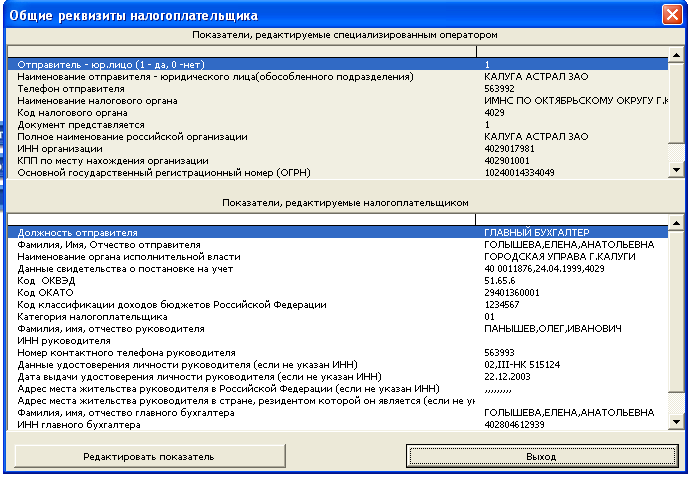 Общие реквизиты налогоплательщика
Показатели, редактируемые специализированным оператором
Отправитель - юр.лицо (1 - да, 0 -нет) 1
Наименование отправителя - юридического лица(обособленного подразделения) КАЛУГА АСТРАЛ ЗАО
Телефон отправителя 563992
Наименование налогового органа ИМНС ПО ОКТЯБРЬСКОМУ ОКРУГУ Г.К
Код налогового органа 4029
Документ представляется 1
Полное наименование российской организации КАЛУГА АСТРАЛ ЗАО
ИНН организации 4029017981
КПП по месту нахождения организации 402901001
Основной государственный регистрационный номер (ОГРН) 10240014334049
Показатели, редактируемые налогоплательщиком
Должность отправителя ГЛАВНЫЙ БУХГАЛТЕР
Фамилия, Имя, Отчество отправителя ГОЛЫШЕВА,ЕЛЕНА,АНАТОЛЬЕВНА
Наименование органа исполнительной власти ГОРОДСКАЯ УПРАВА Г.КАЛУГИ
Данные свидетельства о постановке на учет 40 0011876,24.04.1999,4029
Код ОКВЭД 51.65.6
Код ОКАТО 29401360001
Код классификации доходов бюджетов Российской Федерации 1234567
Категория налогоплательщика 01
Фамилия, имя, отчество руководителя ПАНЫШЕВ,ОЛЕГ,ИВАНОВИЧ
ИНН руководителя
Номер контактного телефона руководителя 563993
Данные удостоверения личности руководителя (если не указан ИНН) 02,III-НК 515124
Дата выдачи удостоверения личности руководителя (если не указан ИНН) 22.12.2003
Адрес места жительства руководителя в Российской Федерации (если не указан ИНН) ,,,,,,,,,
Адрес места жительства руководителя в стране, резидентом которой он является (если не ук
Фамилия, имя, отчество главного бухгалтера ГОЛЫШЕВА,ЕЛЕНА,АНАТОЛЬЕВНА
ИНН главного бухгалтера 402804612939
Редактировать показатель Выход